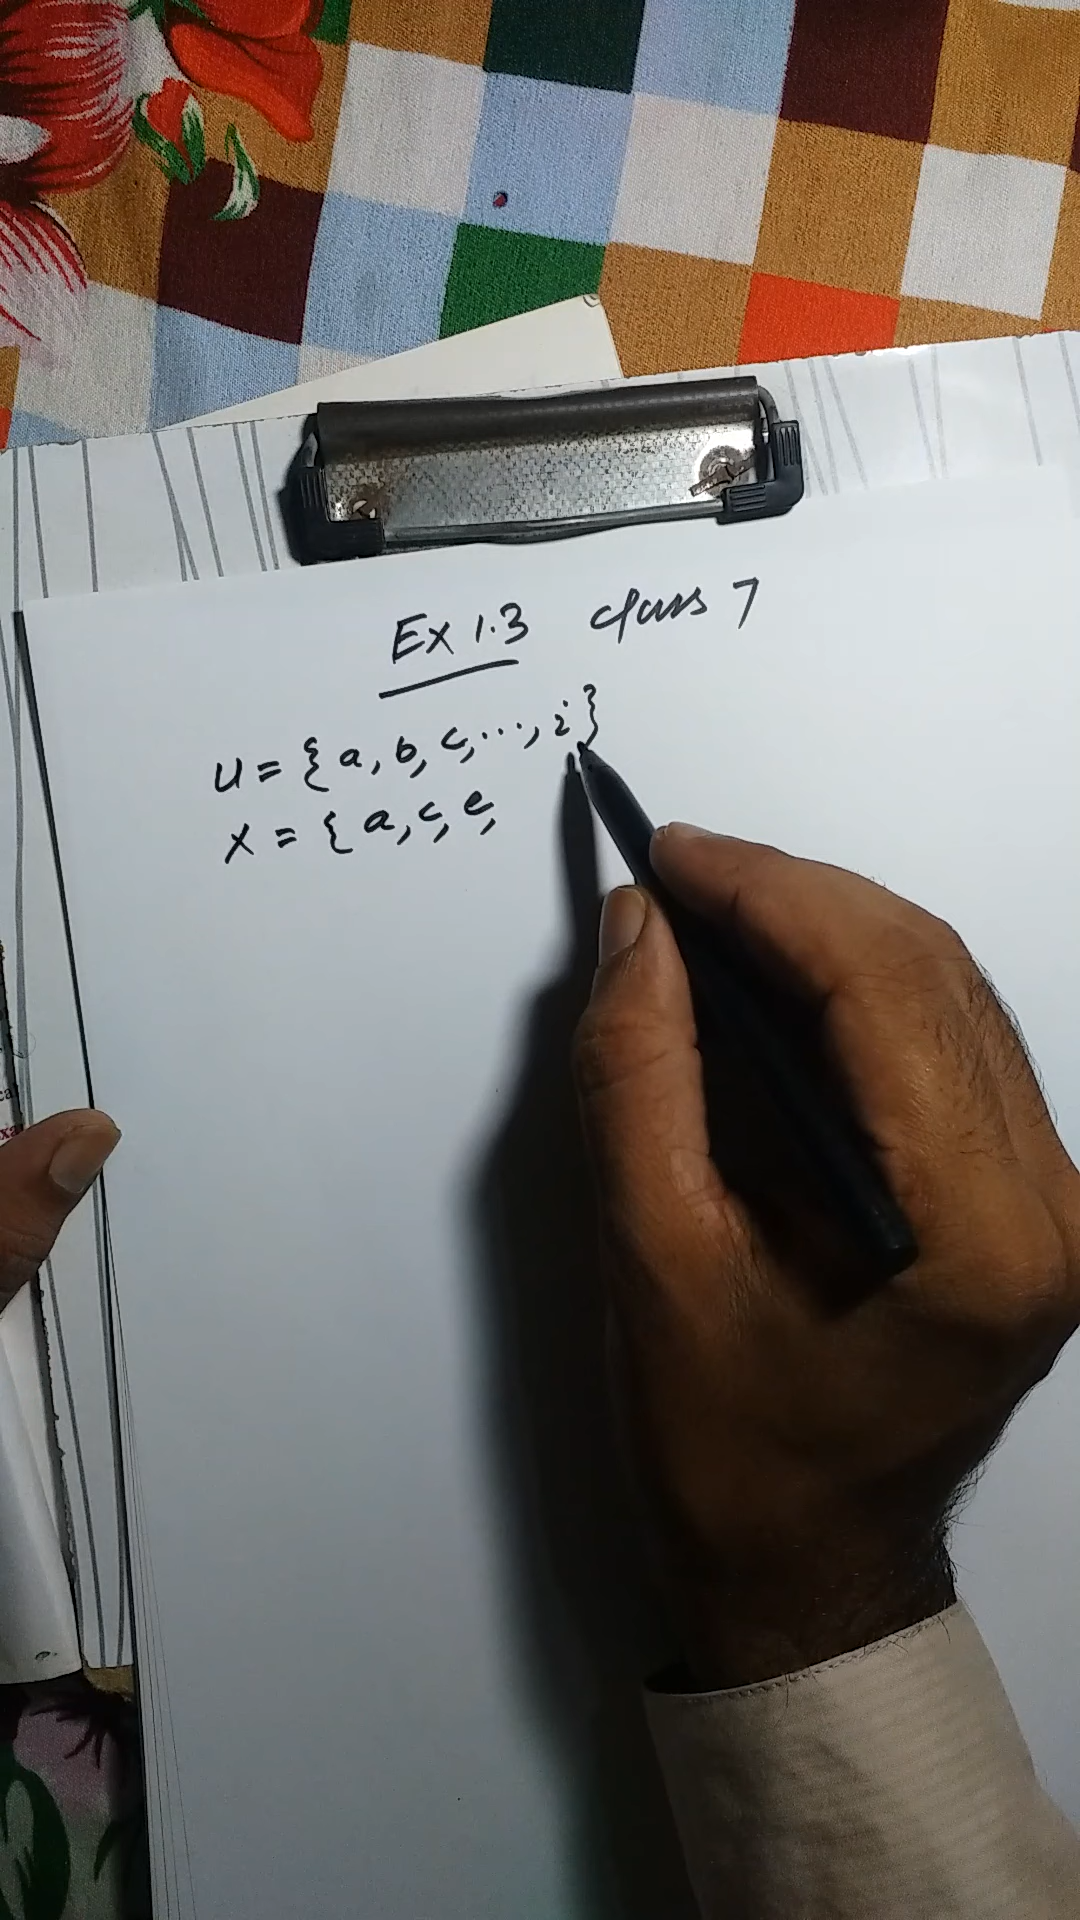 Ex 1.3 class 7
U = { a, b, c, ..., i }
X = { a, c, e,